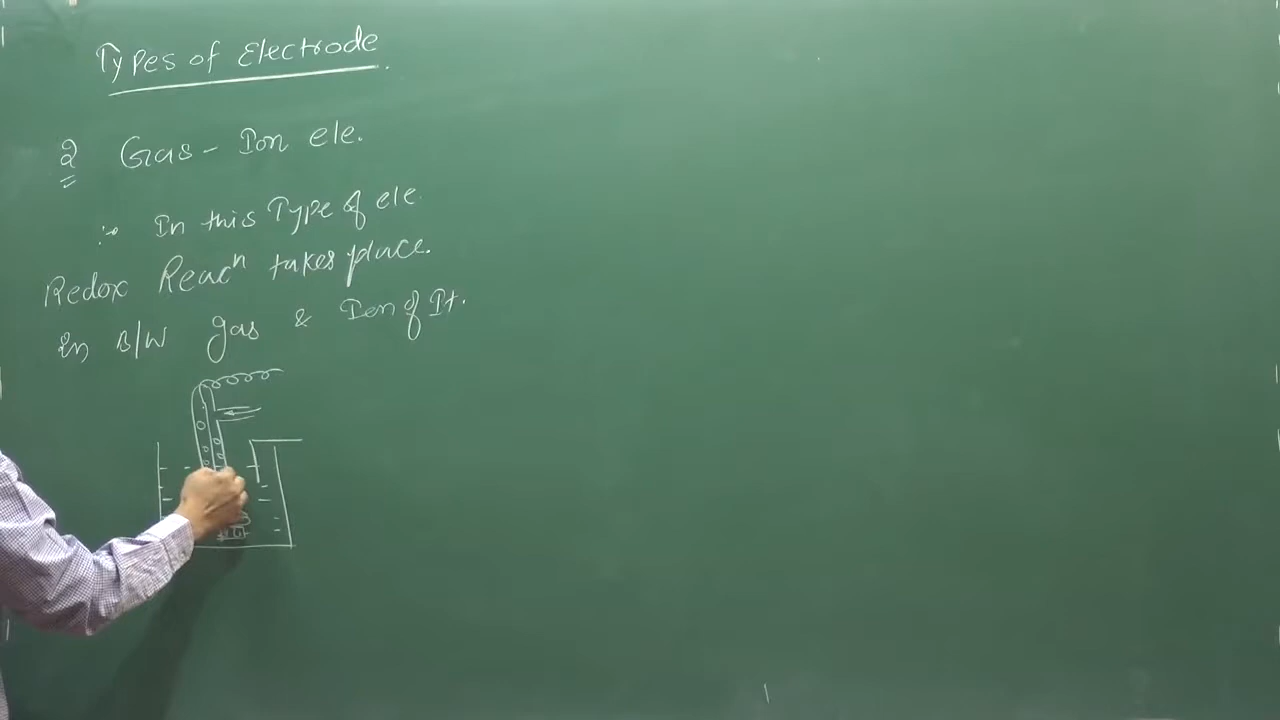 Types of Electrode
2 Gas - Ion ele.
:- In this Type of ele.
Redox Reacn takes place.
In B/W gas & Ion of It.